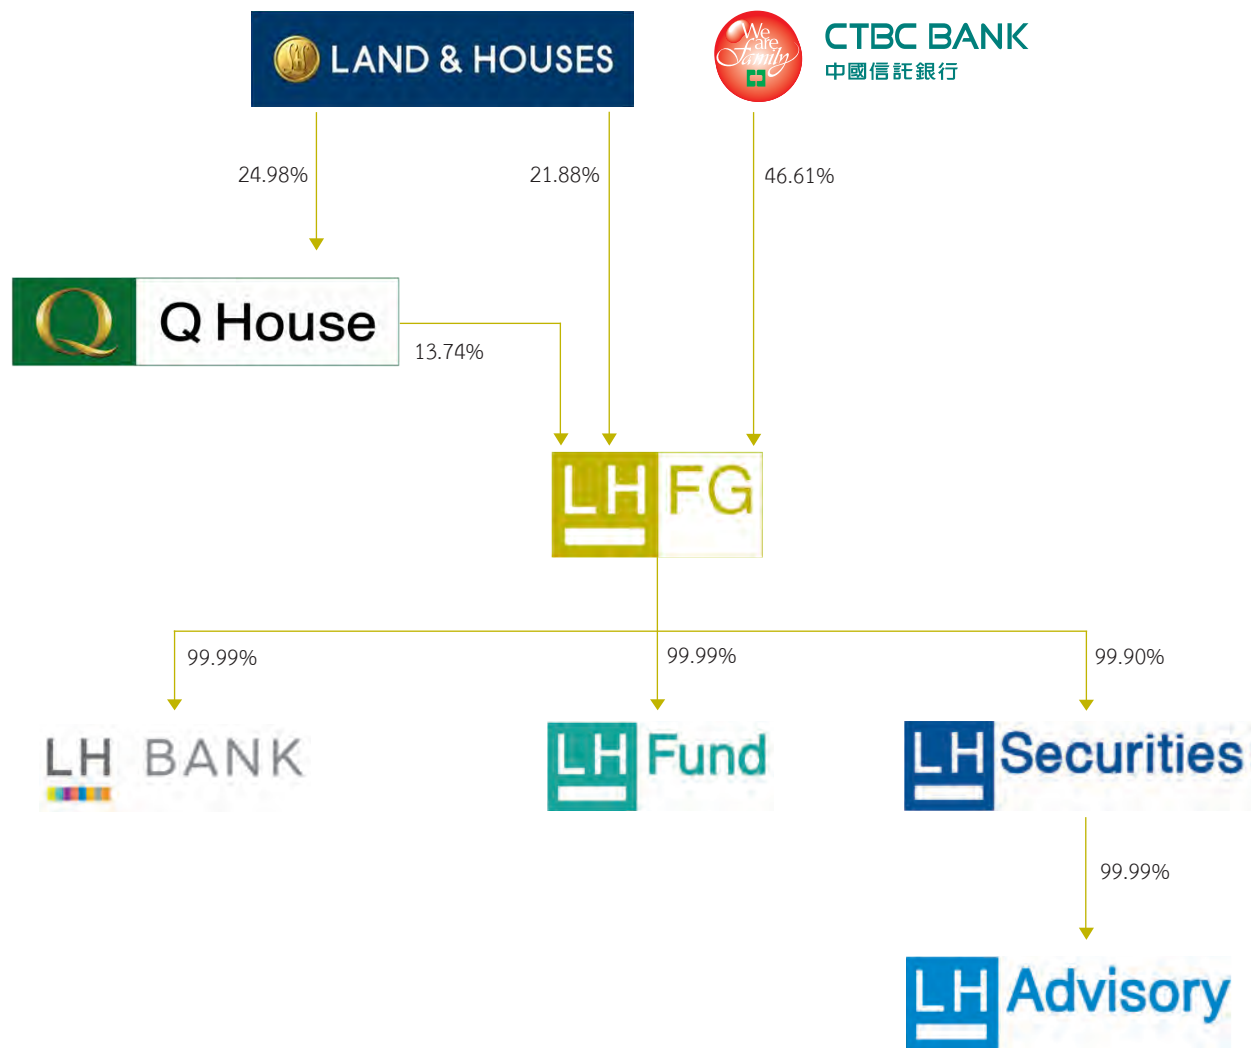 LAND & HOUSES
We
are
Family
CTBC BANK
中國信託銀行
24.98%
21.88%
46.61%
Q
Q House
13.74%
LH FG
99.99%
99.99%
99.90%
LH BANK
LH Fund
LH Securities
99.99%
LH Advisory